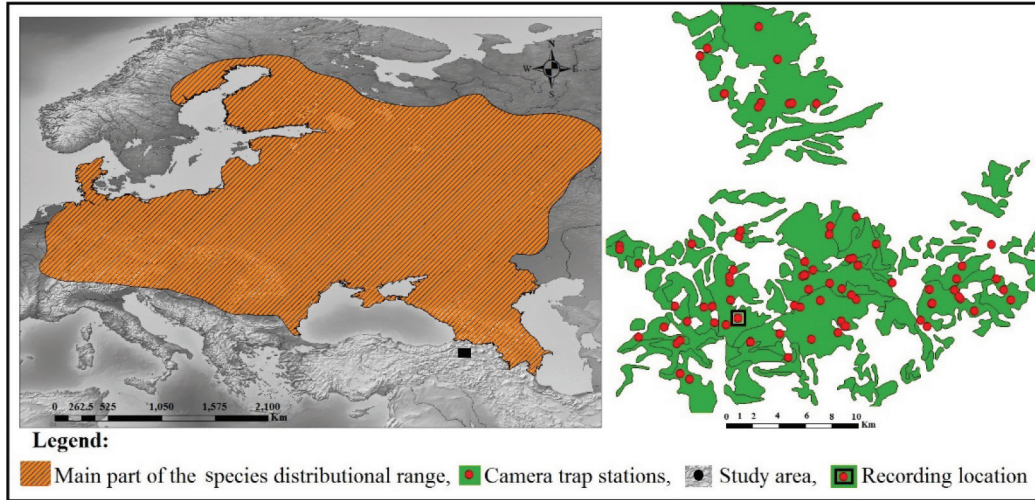 N
W E
S
0 262.5 525 1,050 1,575 2,100
Km
0 1 2 4 6 8 10
Km
Legend:
Main part of the species distributional range, Camera trap stations, Study area, Recording location